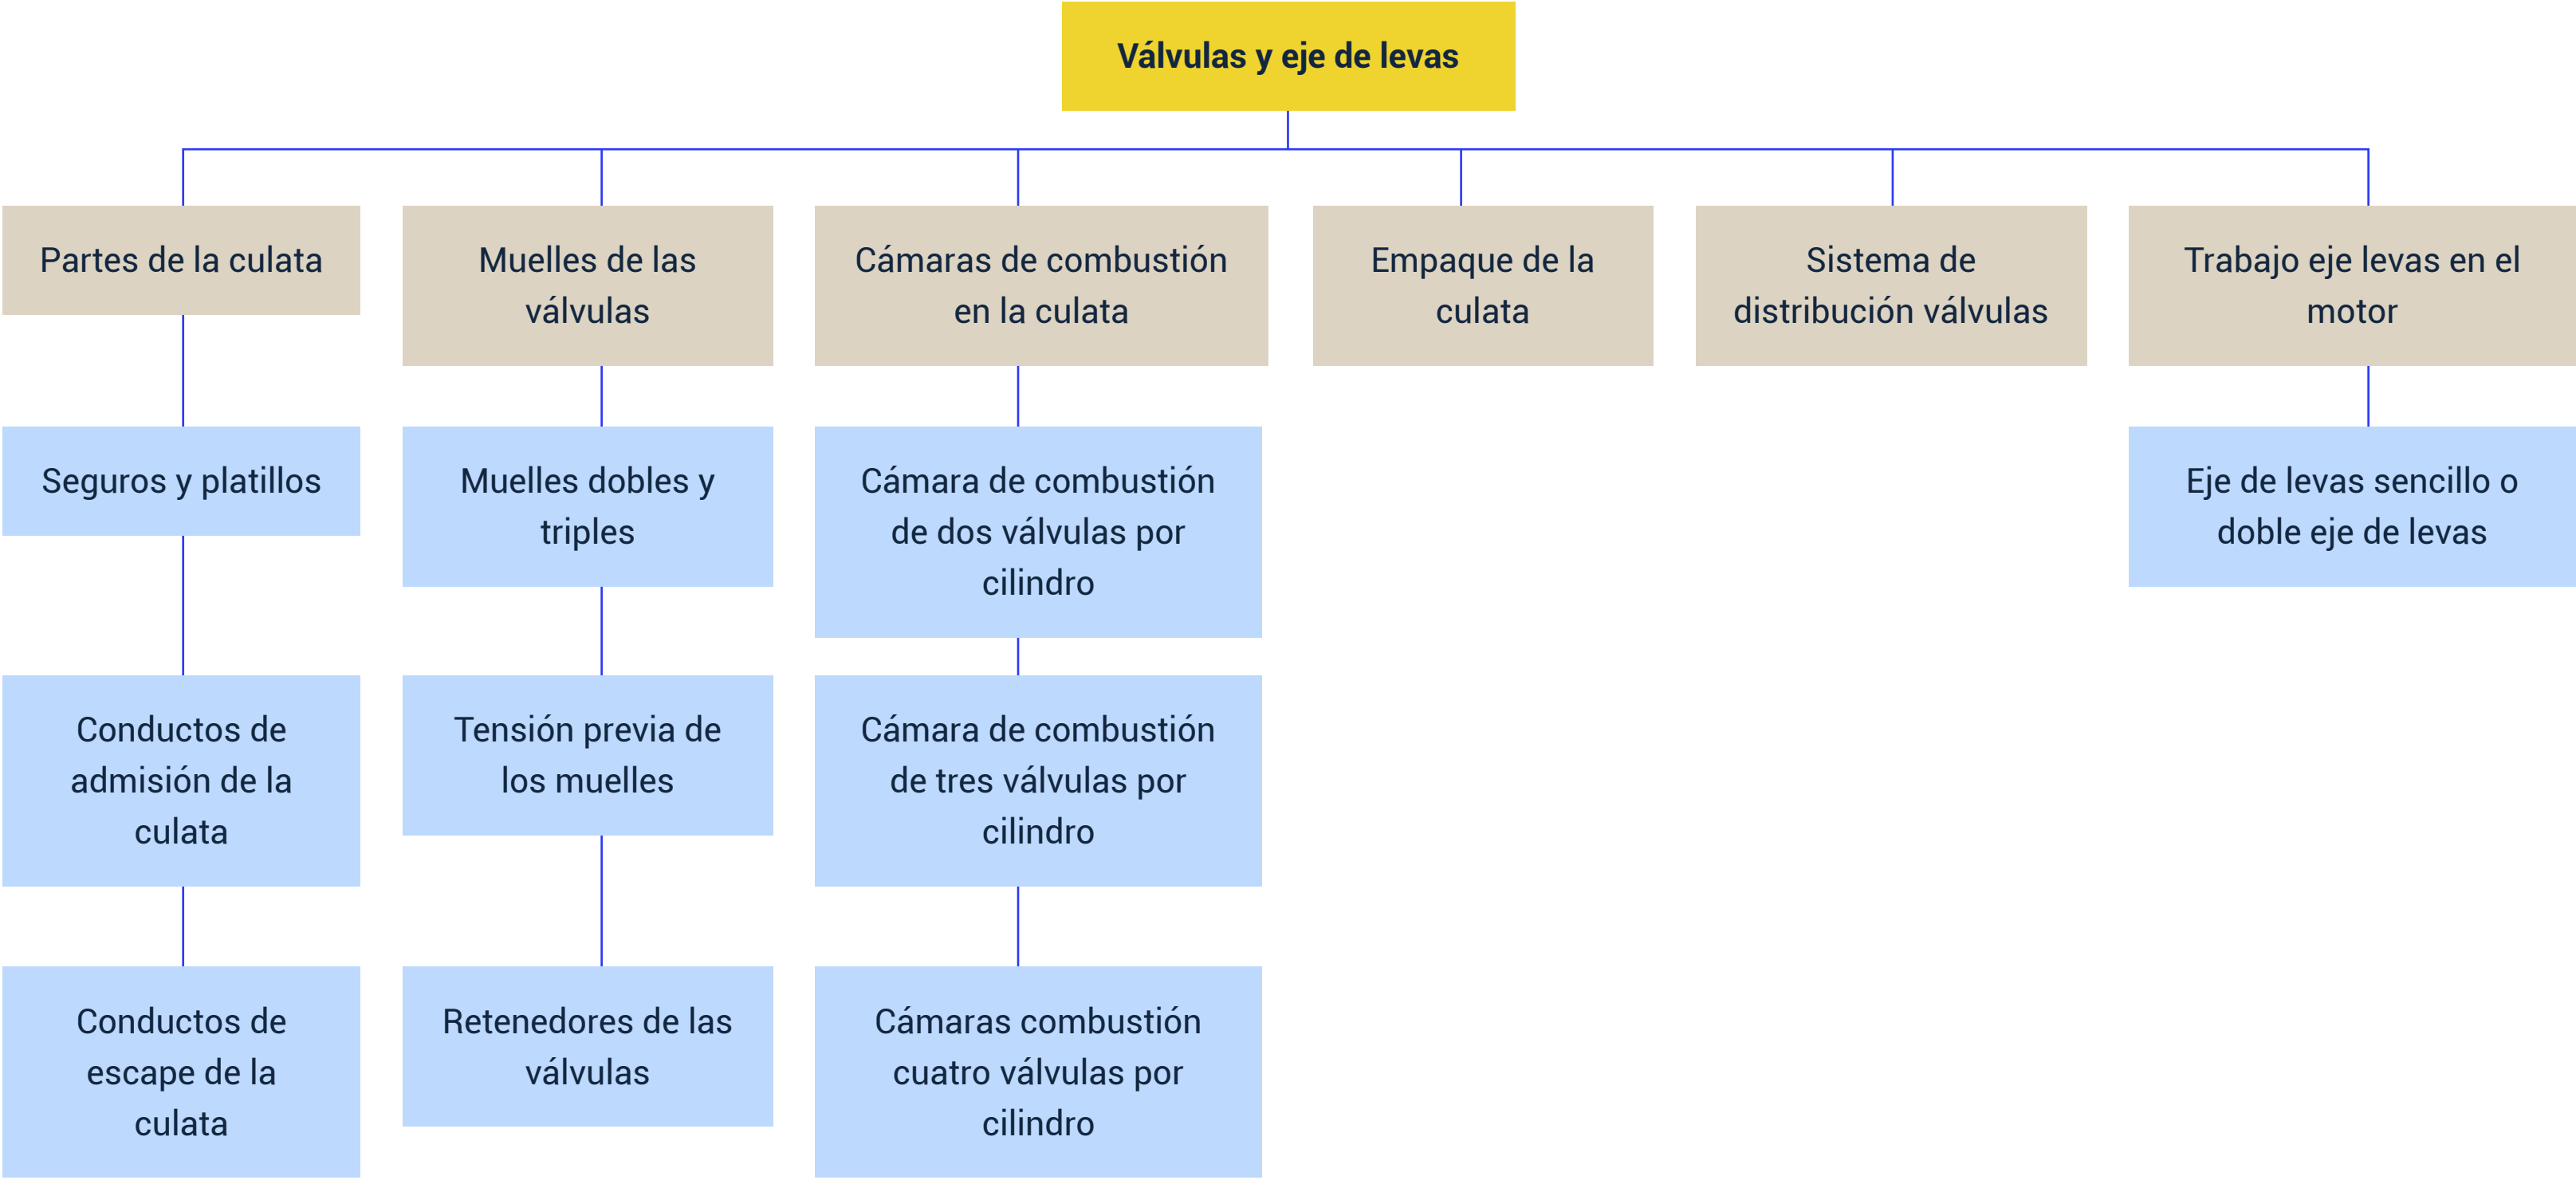 Válvulas y eje de levas
Partes de la culata
Muelles de las
válvulas
Cámaras de combustión
en la culata
Empaque de la
culata
Sistema de
distribución válvulas
Trabajo eje levas en el
motor
Seguros y platillos
Muelles dobles y
triples
Cámara de combustión
de dos válvulas por
cilindro
Eje de levas sencillo o
doble eje de levas
Conductos de
admisión de la
culata
Tensión previa de
los muelles
Cámara de combustión
de tres válvulas por
cilindro
Conductos de
escape de la
culata
Retenedores de las
válvulas
Cámaras combustión
cuatro válvulas por
cilindro